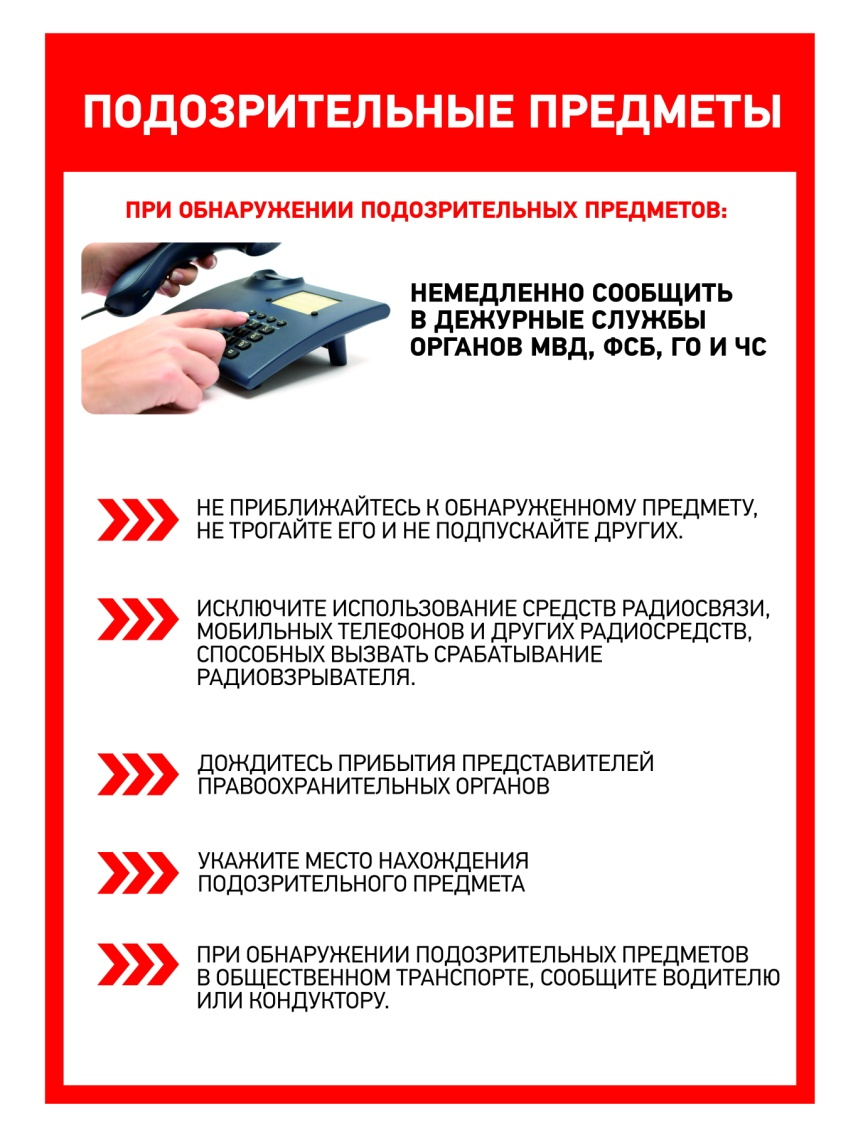 ПОДОЗРИТЕЛЬНЫЕ ПРЕДМЕТЫ
ПРИ ОБНАРУЖЕНИИ ПОДОЗРИТЕЛЬНЫХ ПРЕДМЕТОВ:
НЕМЕДЛЕННО СООБЩИТЬ
В ДЕЖУРНЫЕ СЛУЖБЫ
ОРГАНОВ МВД, ФСБ, ГО И ЧС
НЕ ПРИБЛИЖАЙТЕСЬ К ОБНАРУЖЕННОМУ ПРЕДМЕТУ,
НЕ ТРОГАЙТЕ ЕГО И НЕ ПОДПУСКАЙТЕ ДРУГИХ.
ИСКЛЮЧИТЕ ИСПОЛЬЗОВАНИЕ СРЕДСТВ РАДИОСВЯЗИ,
МОБИЛЬНЫХ ТЕЛЕФОНОВ И ДРУГИХ РАДИОСРЕДСТВ,
СПОСОБНЫХ ВЫЗВАТЬ СРАБАТЫВАНИЕ
РАДИОВЗРЫВАТЕЛЯ.
ДОЖДИТЕСЬ ПРИБЫТИЯ ПРЕДСТАВИТЕЛЕЙ
ПРАВООХРАНИТЕЛЬНЫХ ОРГАНОВ
УКАЖИТЕ МЕСТО НАХОЖДЕНИЯ
ПОДОЗРИТЕЛЬНОГО ПРЕДМЕТА
ПРИ ОБНАРУЖЕНИИ ПОДОЗРИТЕЛЬНЫХ ПРЕДМЕТОВ
В ОБЩЕСТВЕННОМ ТРАНСПОРТЕ, СООБЩИТЕ ВОДИТЕЛЮ
ИЛИ КОНДУКТОРУ.